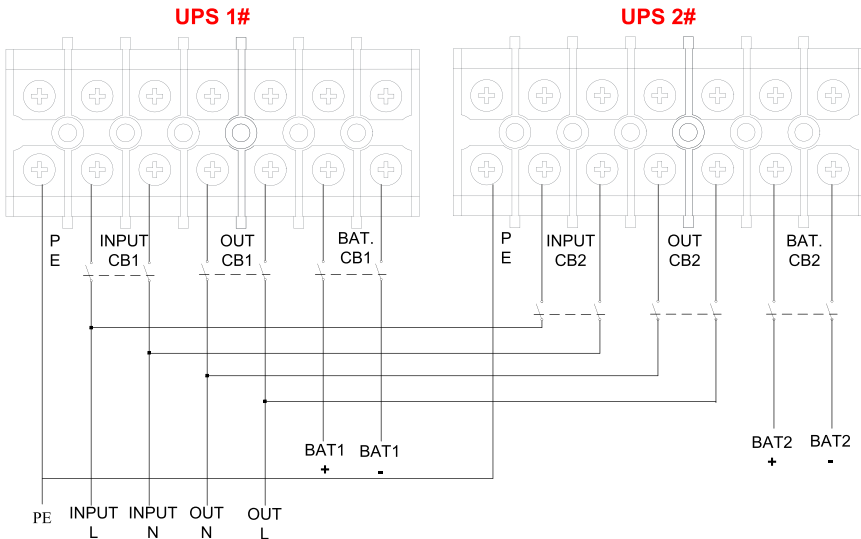 UPS 1#
UPS 2#
P
E
INPUT
CB1
OUT
CB1
BAT.
CB1
P
E
INPUT
CB2
OUT
CB2
BAT.
CB2
BAT1
+
BAT1
-
BAT2
+
BAT2
-
PE
INPUT
L
INPUT
N
OUT
N
OUT
L